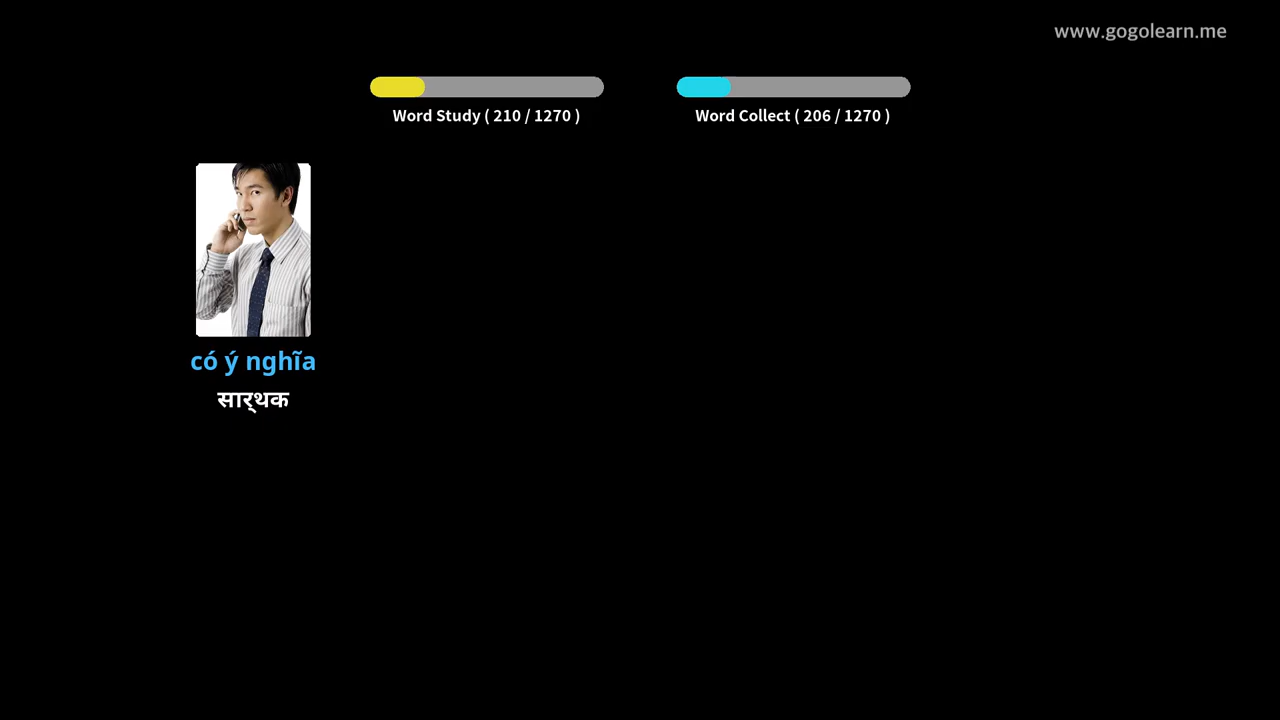 www.gogolearn.me
Word Study ( 210 / 1270 )
Word Collect ( 206 / 1270 )
có ý nghĩa
सार्थक